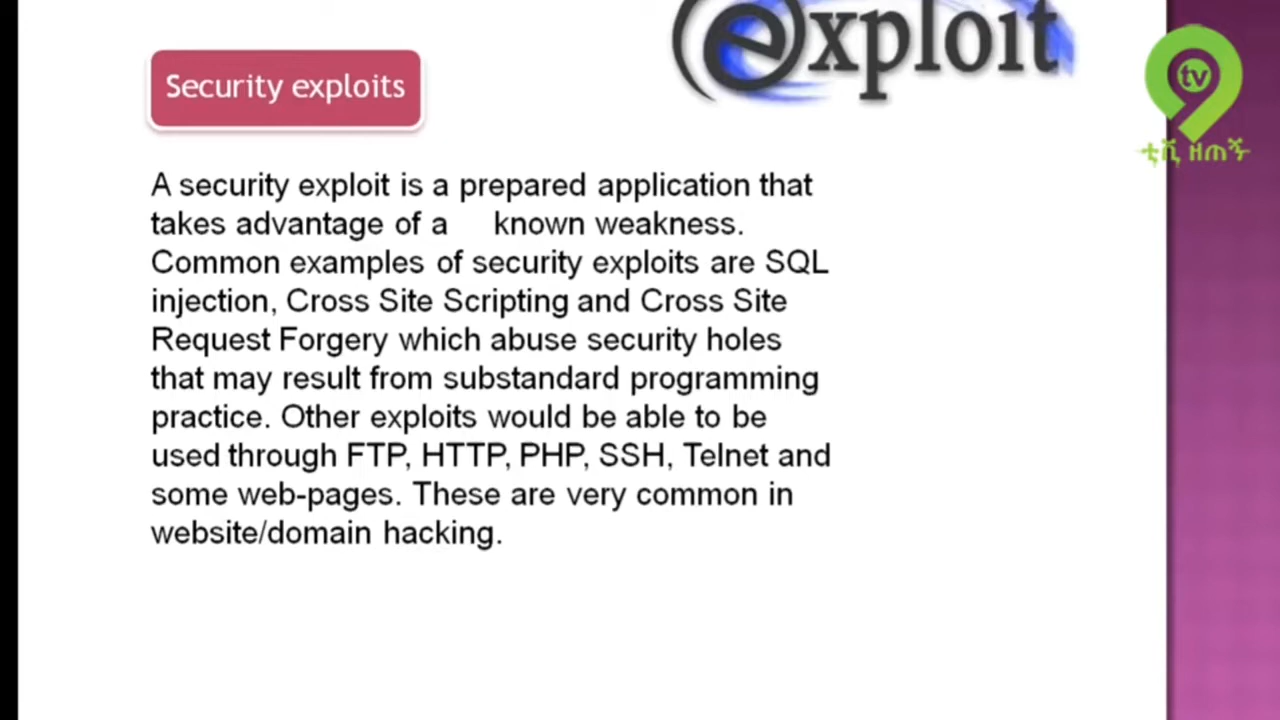 exploit
tv
9
ቲቪ ዘጠኝ
Security exploits
A security exploit is a prepared application that
takes advantage of a known weakness.
Common examples of security exploits are SQL
injection, Cross Site Scripting and Cross Site
Request Forgery which abuse security holes
that may result from substandard programming
practice. Other exploits would be able to be
used through FTP, HTTP, PHP, SSH, Telnet and
some web-pages. These are very common in
website/domain hacking.